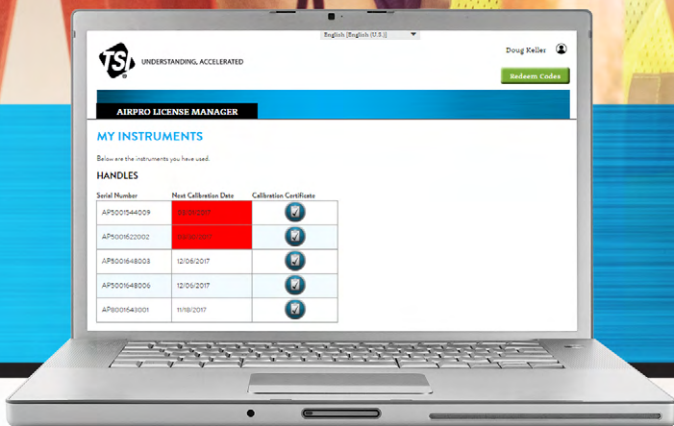 English [English (U.S.)]
TSI
UNDERSTANDING, ACCELERATED
Doug Keller
Redeem Codes
AIRPRO LICENSE MANAGER
MY INSTRUMENTS
Below are the instruments you have used.
HANDLES
Serial Number Next Calibration Date Calibration Certificate
AP5001544009
AP5001622002
AP5001648003 12/06/2017
AP5001648006 12/06/2017
AP8001643001 11/18/2017